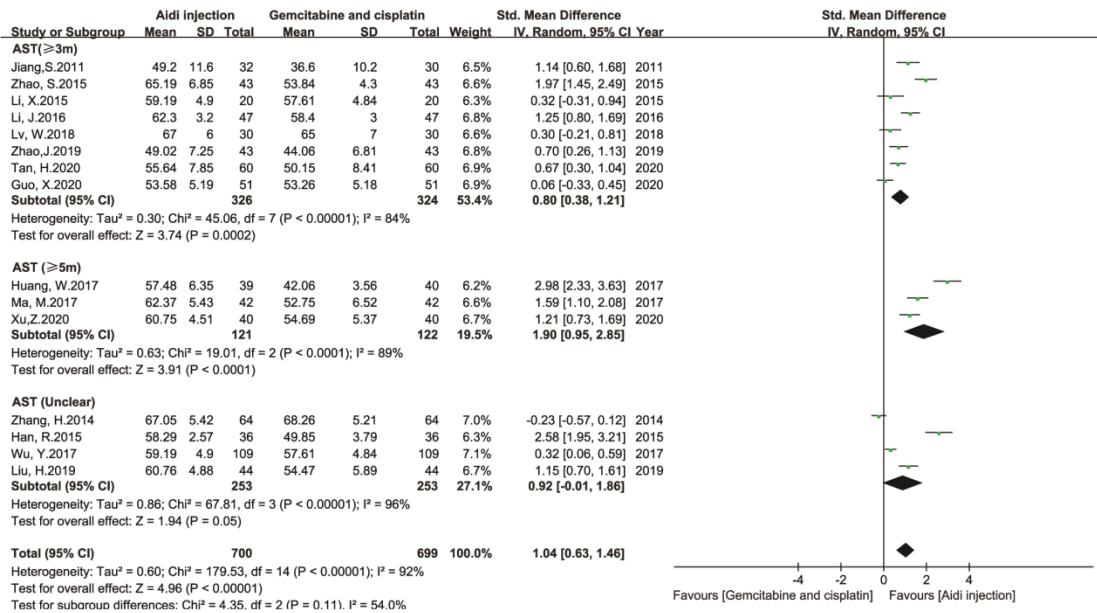 Aidi injection Gemcitabine and cisplatin Std. Mean Difference Std. Mean Difference
Study or Subgroup Mean SD Total Mean SD Total Weight IV, Random, 95% CI Year IV, Random, 95% CI
AST(≥3m)
Jiang,S.2011 49.2 11.6 32 36.6 10.2 30 6.5% 1.14 [0.60, 1.68] 2011
Zhao, S.2015 65.19 6.85 43 53.84 4.3 43 6.6% 1.97 [1.45, 2.49] 2015
Li, X.2015 59.19 4.9 20 57.61 4.84 20 6.3% 0.32 [-0.31, 0.94] 2015
Li, J.2016 62.3 3.2 47 58.4 3 47 6.8% 1.25 [0.80, 1.69] 2016
Lv, W.2018 67 6 30 65 7 30 6.6% 0.30 [-0.21, 0.81] 2018
Zhao,J.2019 49.02 7.25 43 44.06 6.81 43 6.8% 0.70 [0.26, 1.13] 2019
Tan, H.2020 55.64 7.85 60 50.15 8.41 60 6.9% 0.67 [0.30, 1.04] 2020
Guo, X.2020 53.58 5.19 51 53.26 5.18 51 6.9% 0.06 [-0.33, 0.45] 2020
Subtotal (95% CI) 326 324 53.4% 0.80 [0.38, 1.21]
Heterogeneity: Tau² = 0.30; Chi² = 45.06, df = 7 (P < 0.00001); I² = 84%
Test for overall effect: Z = 3.74 (P = 0.0002)
AST (≥5m)
Huang, W.2017 57.48 6.35 39 42.06 3.56 40 6.2% 2.98 [2.33, 3.63] 2017
Ma, M.2017 62.37 5.43 42 52.75 6.52 42 6.6% 1.59 [1.10, 2.08] 2017
Xu,Z.2020 60.75 4.51 40 54.69 5.37 40 6.6% 1.21 [0.73, 1.69] 2020
Subtotal (95% CI) 121 122 19.5% 1.90 [0.95, 2.85]
Heterogeneity: Tau² = 0.63; Chi² = 19.01, df = 2 (P < 0.0001); I² = 89%
Test for overall effect: Z = 3.91 (P < 0.0001)
AST (Unclear)
Zhang, H.2014 67.05 5.42 64 68.26 5.21 64 7.0% -0.23 [-0.57, 0.12] 2014
Han, R.2015 58.29 2.57 36 49.85 3.79 36 6.3% 2.58 [1.95, 3.21] 2015
Wu, Y.2017 59.19 4.9 109 57.61 4.84 109 7.1% 0.32 [0.06, 0.59] 2017
Liu, H.2019 60.76 4.88 44 54.47 5.89 44 6.7% 1.15 [0.70, 1.61] 2019
Subtotal (95% CI) 253 253 27.1% 0.92 [-0.01, 1.86]
Heterogeneity: Tau² = 0.86; Chi² = 67.81, df = 3 (P < 0.00001); I² = 96%
Test for overall effect: Z = 1.94 (P = 0.05)
Total (95% CI) 700 699 100.0% 1.04 [0.63, 1.46]
Heterogeneity: Tau² = 0.60; Chi² = 179.53, df = 14 (P < 0.00001); I² = 92%
Test for overall effect: Z = 4.96 (P < 0.00001)
Test for subgroup differences: Chi² = 4.35, df = 2 (P = 0.11), I² = 54.0%
-4 -2 0 2 4
Favours [Gemcitabine and cisplatin] Favours [Aidi injection]